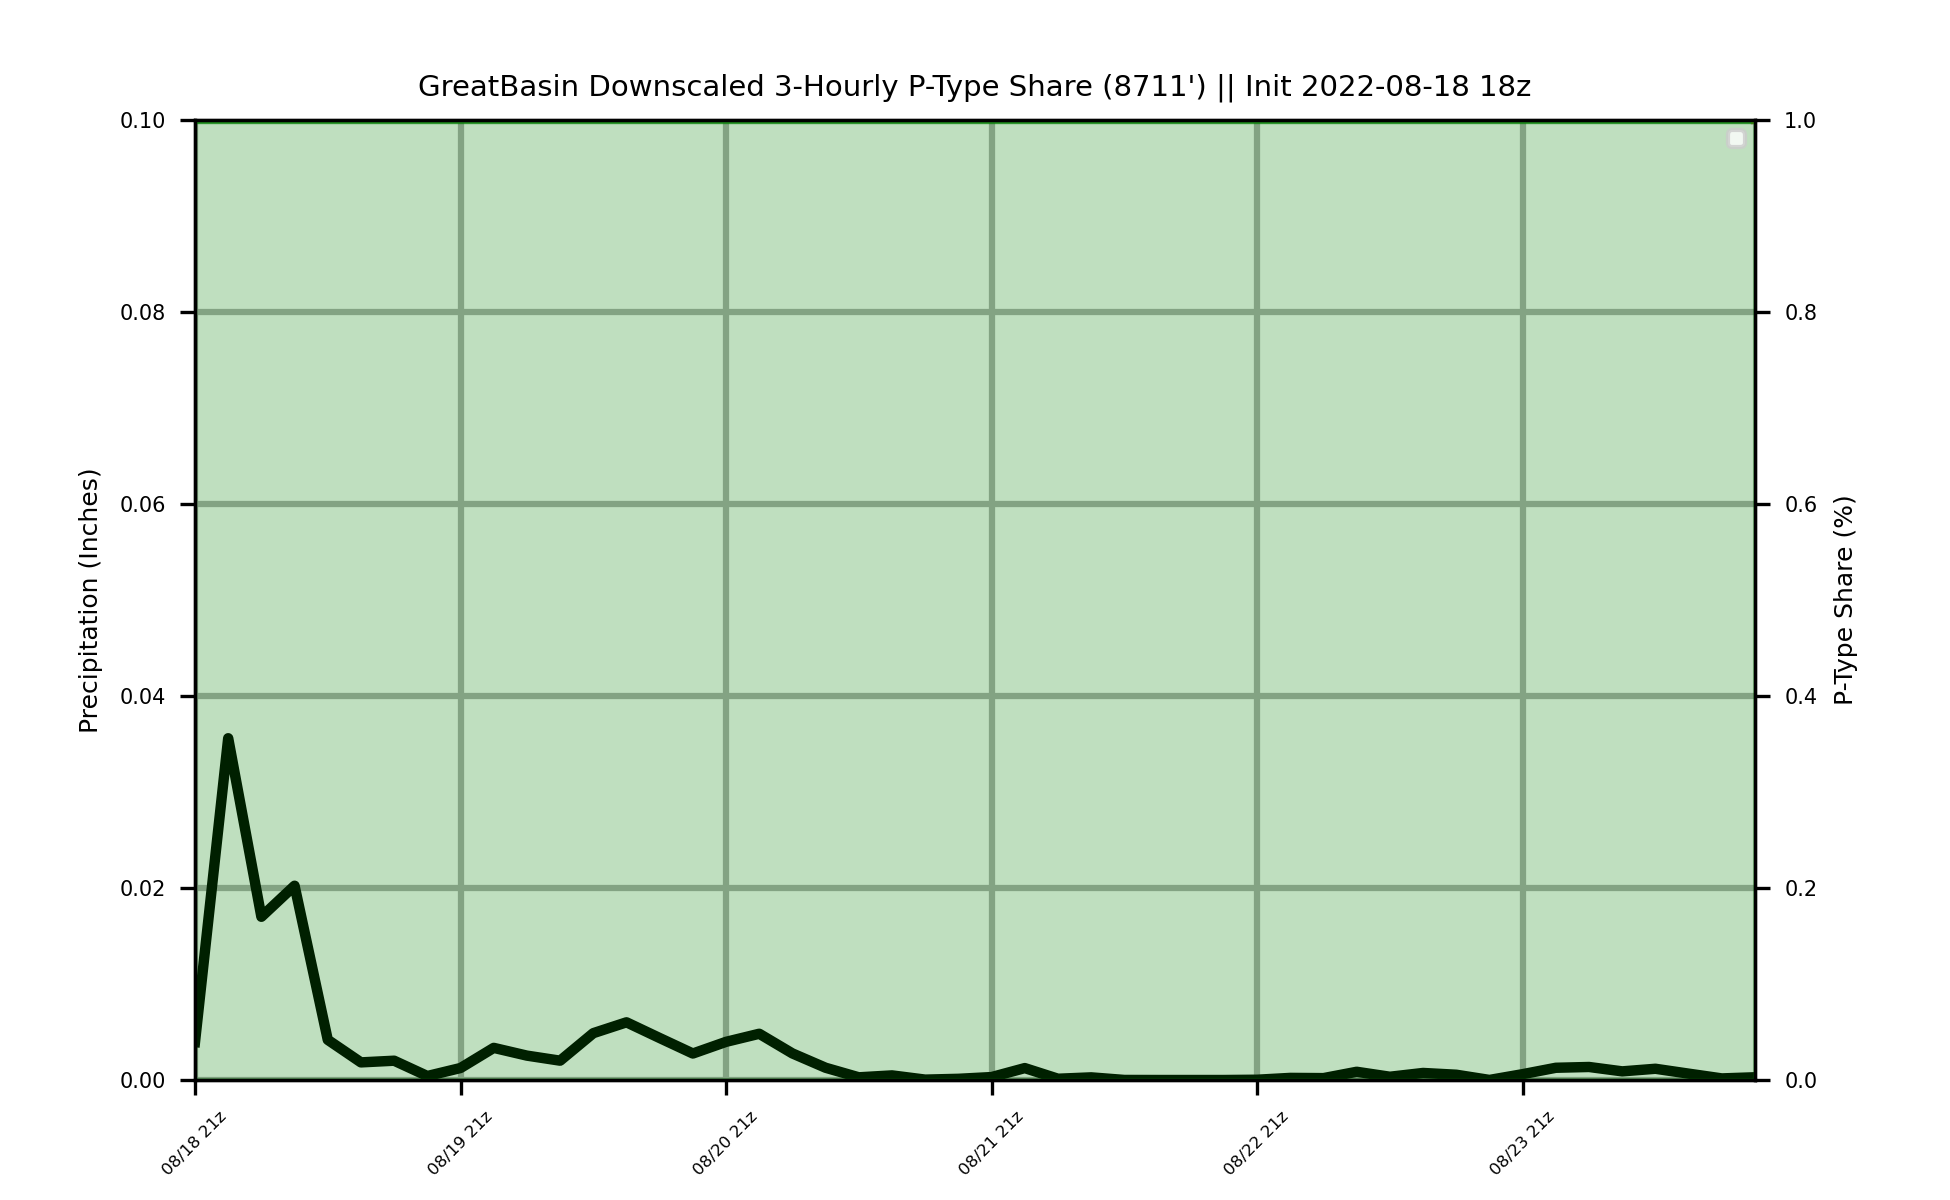 GreatBasin Downscaled 3-Hourly P-Type Share (8711') || Init 2022-08-18 18z
Precipitation (Inches)
0.10
0.08
0.06
0.04
0.02
0.00
1.0
0.8
0.6
0.4
0.2
0.0
P-Type Share (%)
08/18 21z
08/19 21z
08/20 21z
08/21 21z
08/22 21z
08/23 21z